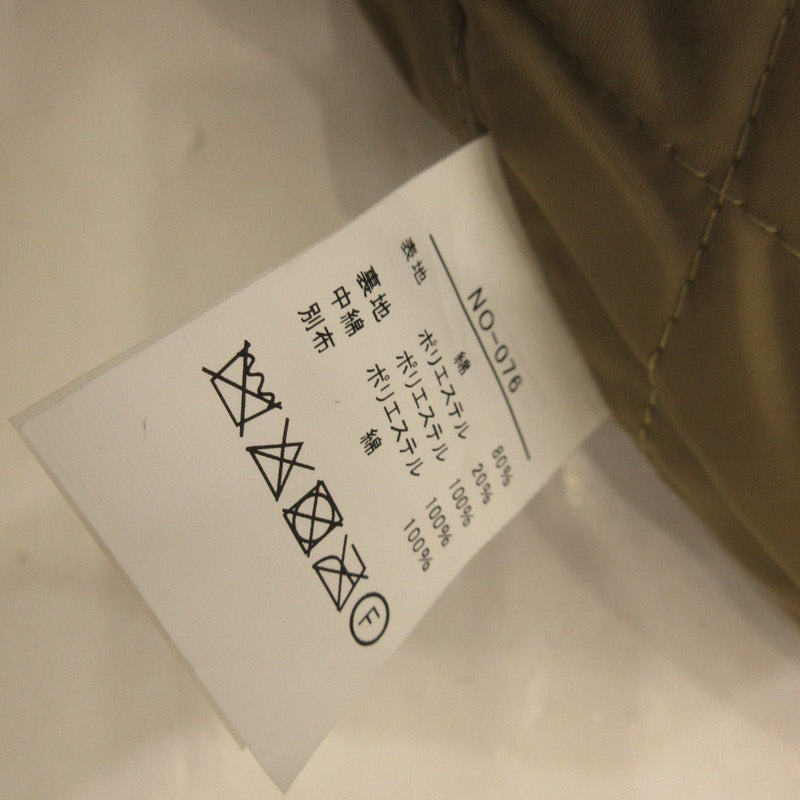 NO-076
表地 綿 80%
ポリエステル 20%
裏地 ポリエステル 100%
中綿 ポリエステル 100%
別布 綿 100%
F